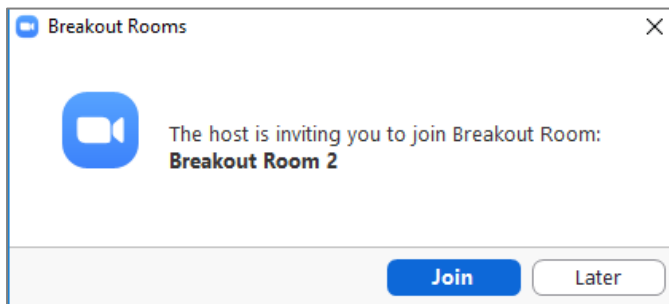 Breakout Rooms
The host is inviting you to join Breakout Room:
Breakout Room 2
Join
Later